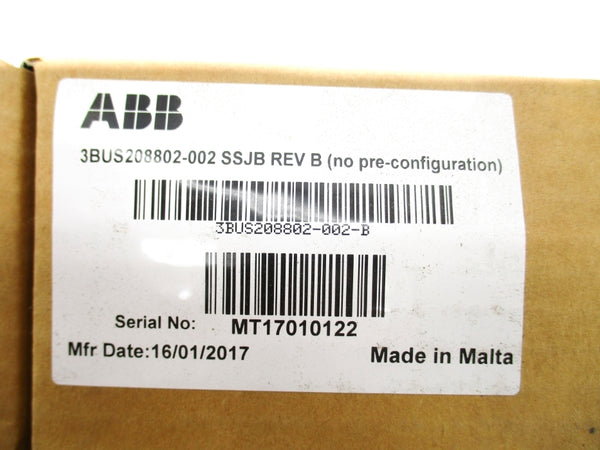 ABB
3BUS208802-002 SSJB REV B (no pre-configuration)
3BUS208802-002-B
Serial No: MT17010122
Mfr Date:16/01/2017 Made in Malta